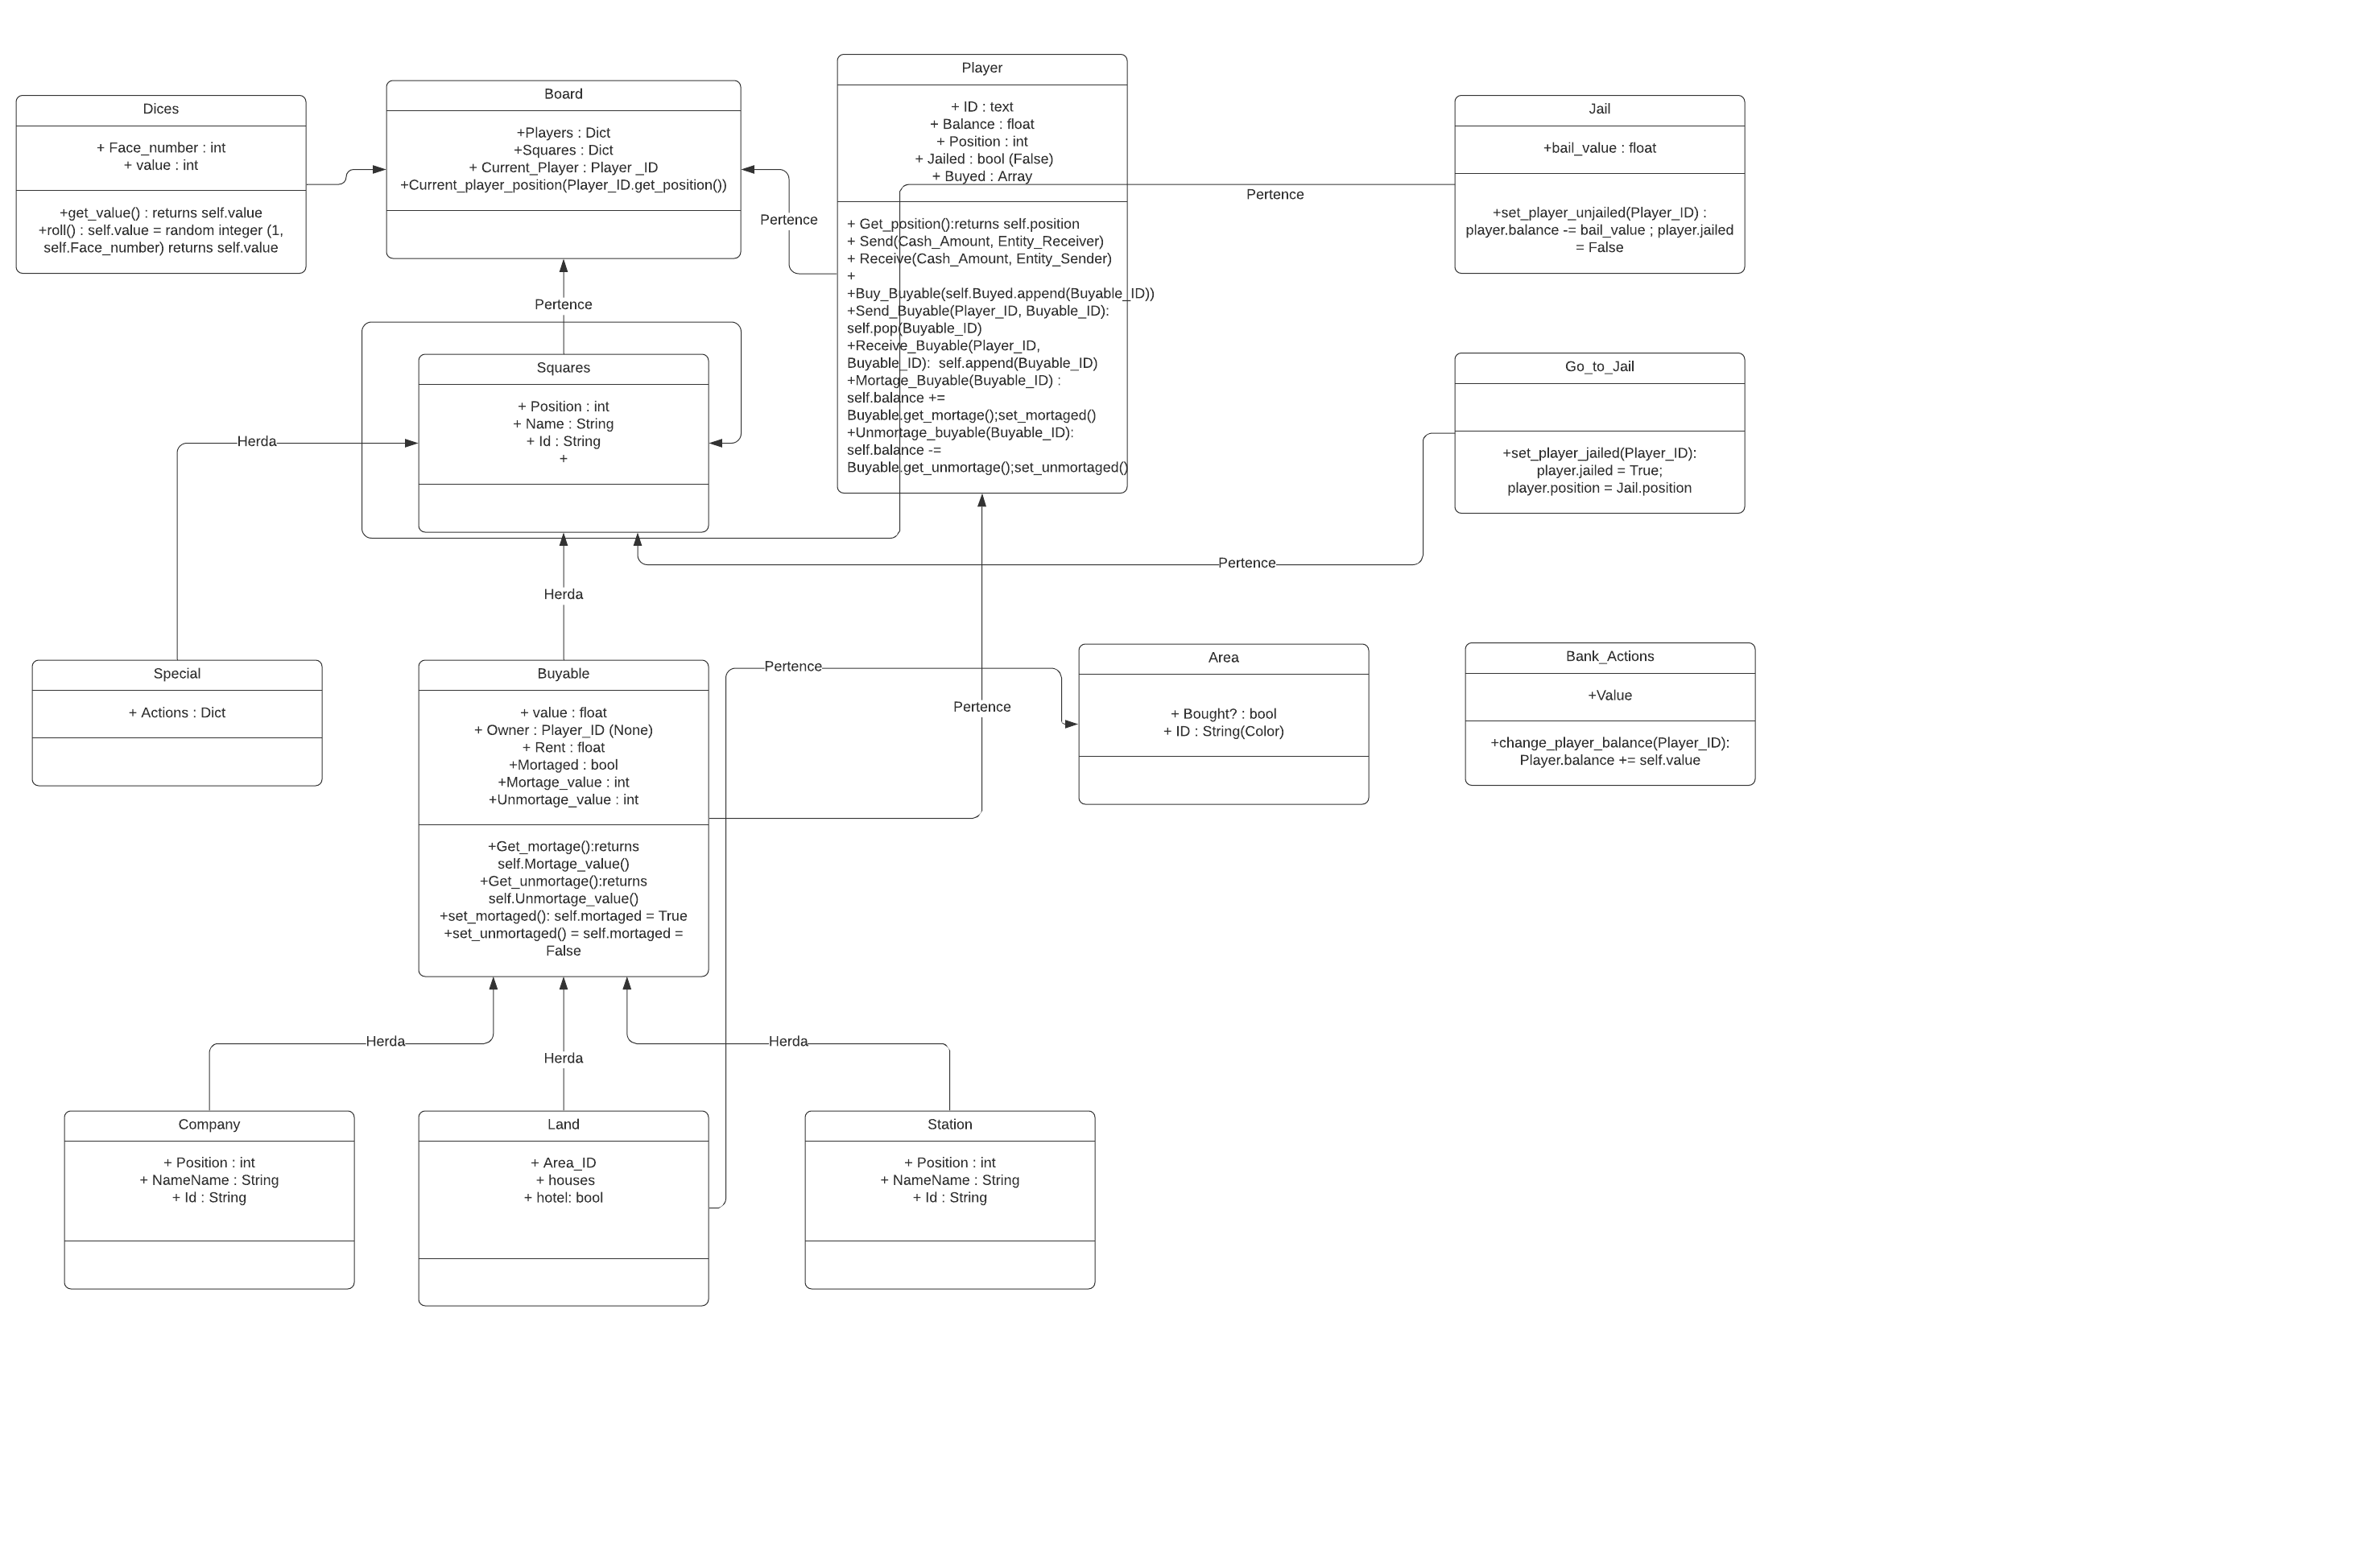 Dices
+ Face_number : int
+ value : int
+get_value() : returns self.value
+roll() : self.value = random integer (1,
self.Face_number) returns self.value
Board
+Players : Dict
+Squares : Dict
+ Current_Player : Player _ID
+Current_player_position(Player_ID.get_position())
Pertence
Player
+ ID : text
+ Balance : float
+ Position : int
+ Jailed : bool (False)
+ Buyed : Array
+ Get_position():returns self.position
+ Send(Cash_Amount, Entity_Receiver)
+ Receive(Cash_Amount, Entity_Sender)
+
+Buy_Buyable(self.Buyed.append(Buyable_ID))
+Send_Buyable(Player_ID, Buyable_ID):
self.pop(Buyable_ID)
+Receive_Buyable(Player_ID,
Buyable_ID):  self.append(Buyable_ID)
+Mortage_Buyable(Buyable_ID) :
self.balance +=
Buyable.get_mortage();set_mortaged()
+Unmortage_buyable(Buyable_ID):
self.balance -=
Buyable.get_unmortage();set_unmortaged()
Pertence
Jail
+bail_value : float
+set_player_unjailed(Player_ID) :
player.balance -= bail_value ; player.jailed
= False
Pertence
Squares
+ Position : int
+ Name : String
+ Id : String
+
Herda
Go_to_Jail
+set_player_jailed(Player_ID):
player.jailed = True;
player.position = Jail.position
Pertence
Herda
Special
+ Actions : Dict
Buyable
+ value : float
+ Owner : Player_ID (None)
+ Rent : float
+Mortaged : bool
+Mortage_value : int
+Unmortage_value : int
+Get_mortage():returns
self.Mortage_value()
+Get_unmortage():returns
self.Unmortage_value()
+set_mortaged(): self.mortaged = True
+set_unmortaged() = self.mortaged =
False
Pertence
Pertence
Area
+ Bought? : bool
+ ID : String(Color)
Bank_Actions
+Value
+change_player_balance(Player_ID):
Player.balance += self.value
Herda
Herda
Herda
Company
+ Position : int
+ NameName : String
+ Id : String
Land
+ Area_ID
+ houses
+ hotel: bool
Station
+ Position : int
+ NameName : String
+ Id : String